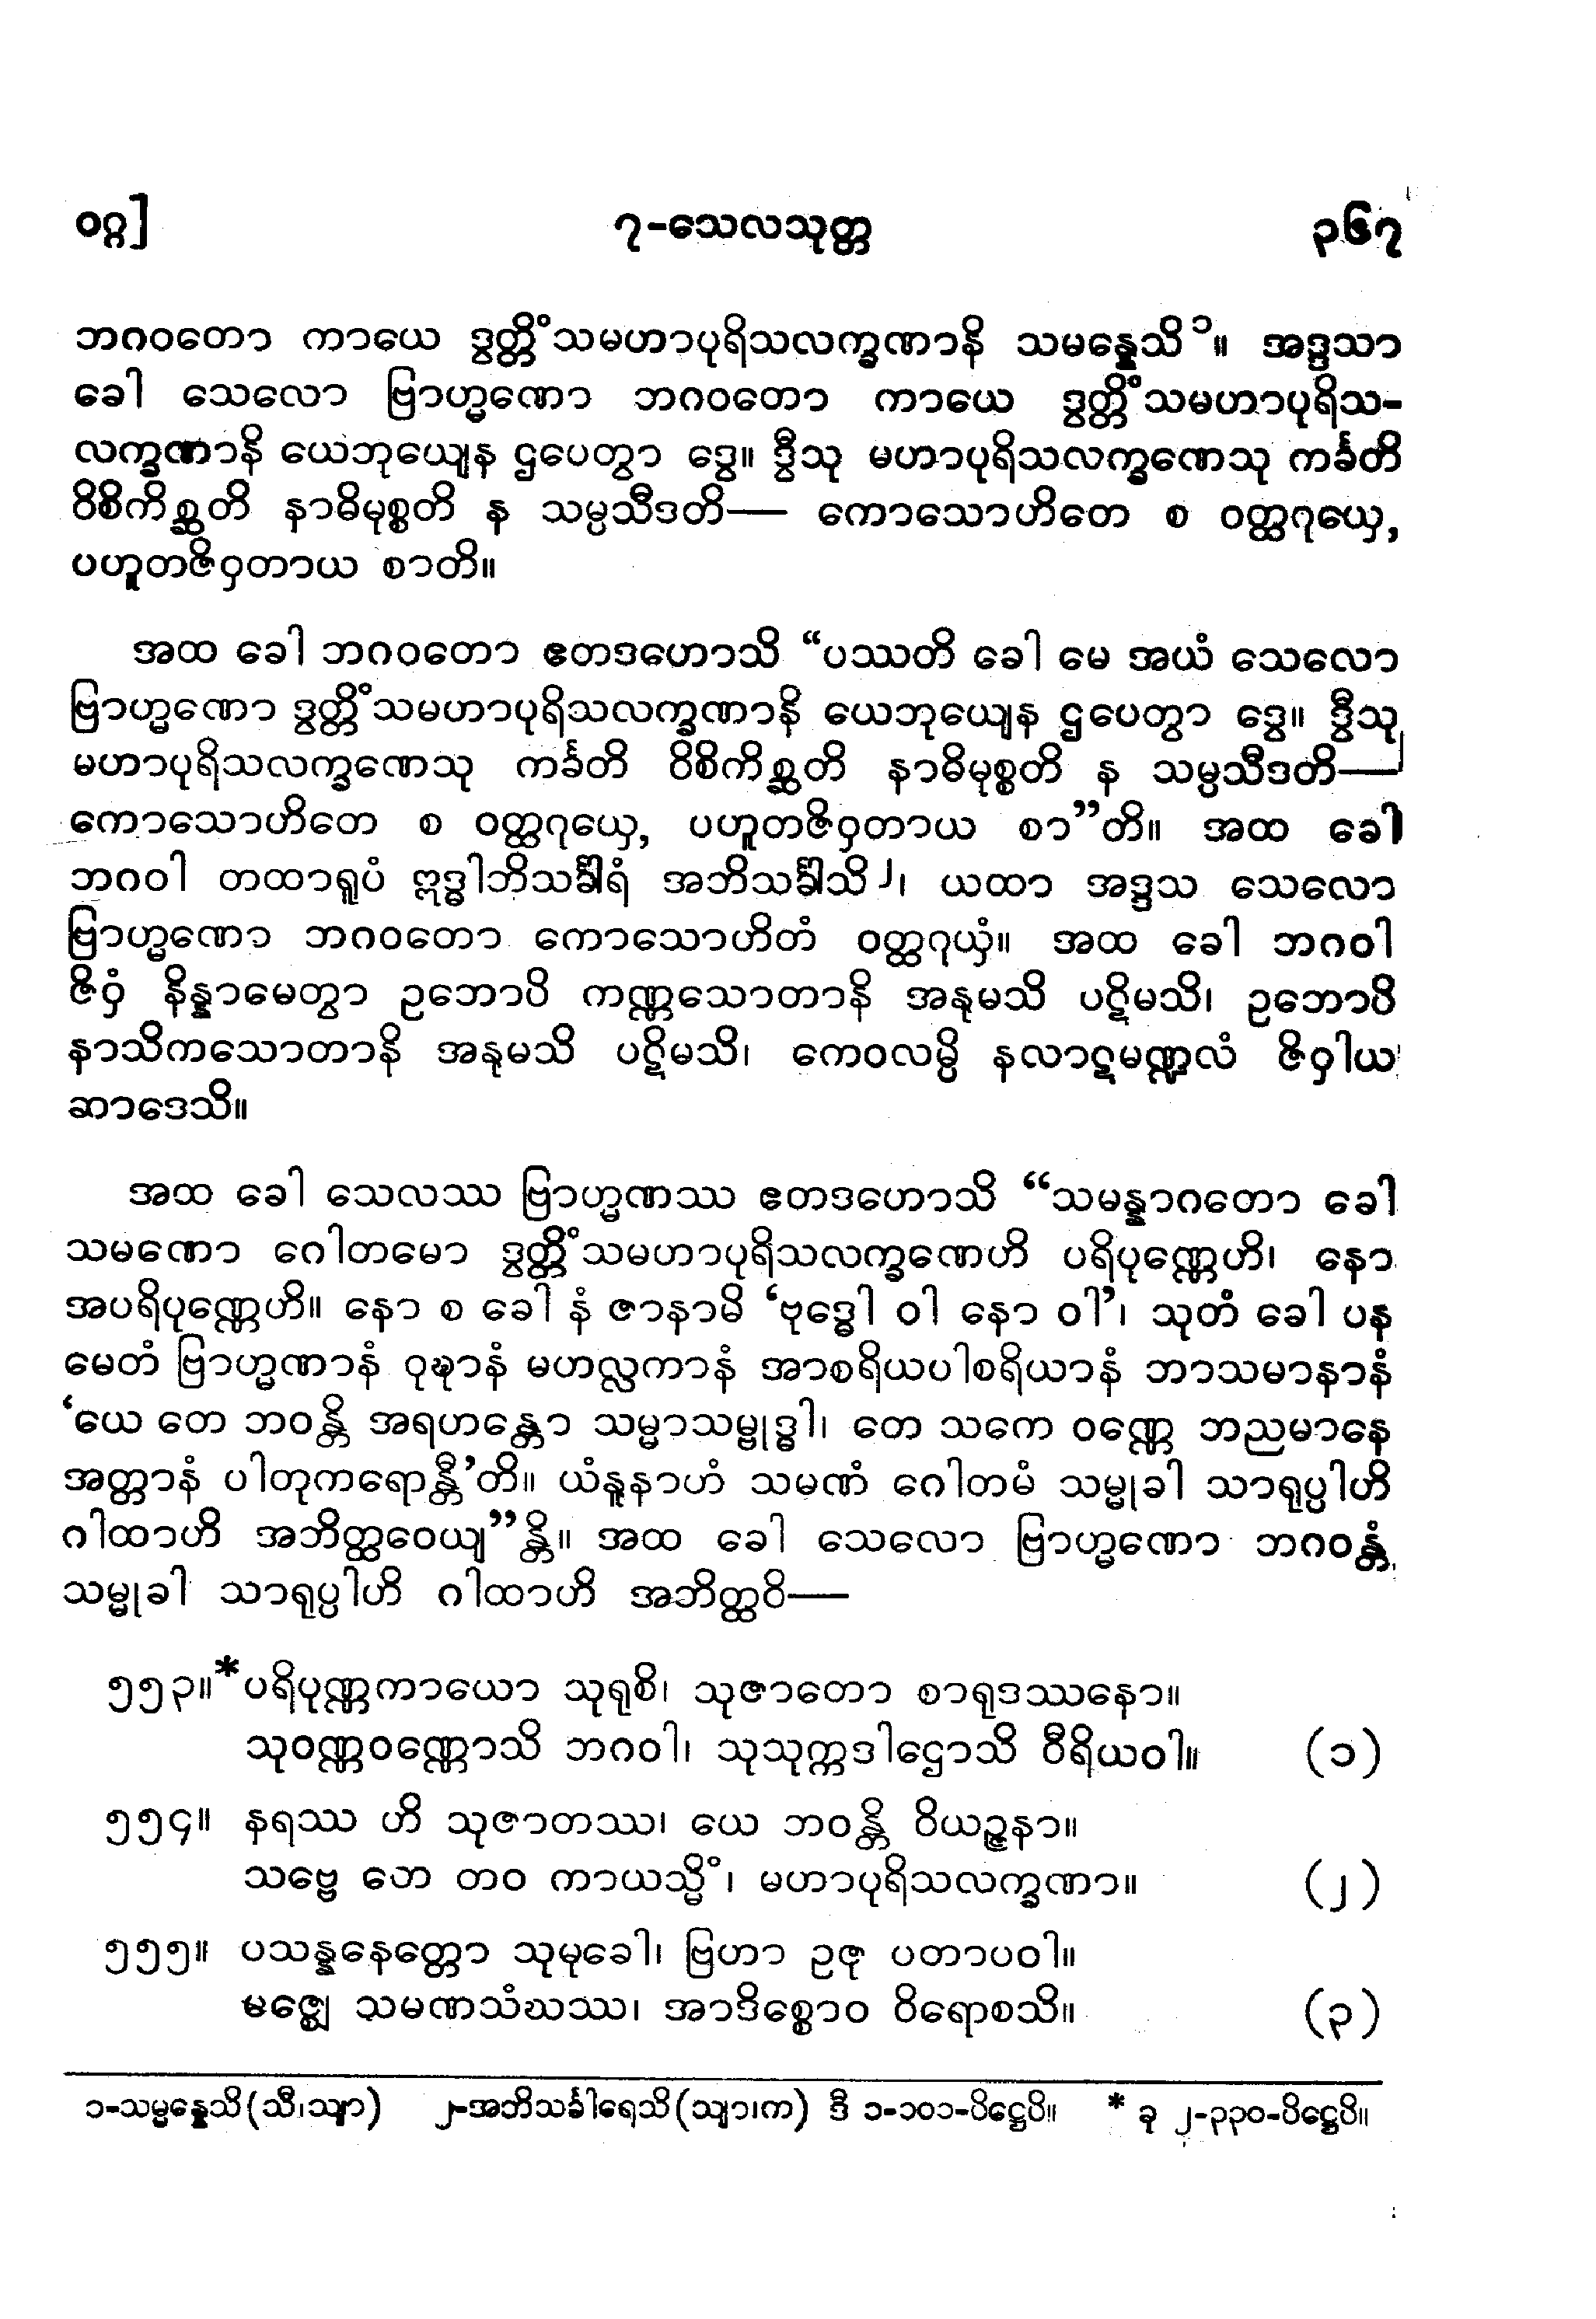 ဝဂ္ဂ]
၇-သေလသုတ္တ
၃၆၇
ဘဂဝတော ကာယေ ဒွတ္တိံသမဟာပုရိသလက္ခဏာနိ သမန္နေသိ၁။ အဒ္ဒသာ
ခေါ သေလော ဗြာဟ္မဏော ဘဂဝတော ကာယေ ဒွတ္တိံသမဟာပုရိသ-
လက္ခဏာနိ ယေဘုယျေန ဌပေတွာ ဒွေ။ ဒွီသု မဟာပုရိသလက္ခဏေသု ကင်္ခတိ
ဝိစိကိစ္ဆတိ နာဓိမုစ္စတိ န သမ္ပသီဒတိ— ကောသောဟိတေ စ ဝတ္ထဂုယှေ,
ပဟူတဇိဝှတာယ စာတိ။
အထ ခေါ ဘဂဝတော ဧတဒဟောသိ “ပဿတိ ခေါ မေ အယံ သေလော
ဗြာဟ္မဏော ဒွတ္တိံသမဟာပုရိသလက္ခဏာနိ ယေဘုယျေန ဌပေတွာ ဒွေ။ ဒွီသု
မဟာပုရိသလက္ခဏေသု ကင်္ခတိ ဝိစိကိစ္ဆတိ နာဓိမုစ္စတိ န သမ္ပသီဒတိ—
ကောသောဟိတေ စ ဝတ္ထဂုယှေ, ပဟူတဇိဝှတာယ စာ”တိ။ အထ ခေါ
ဘဂဝါ တထာရူပံ ဣဒ္ဓါဘိသင်္ခါရံ အဘိသင်္ခါသိ၂၊ ယထာ အဒ္ဒသ သေလော
ဗြာဟ္မဏော ဘဂဝတော ကောသောဟိတံ ဝတ္ထဂုယှံ။ အထ ခေါ ဘဂဝါ
ဇိဝှံ နိန္နာမေတွာ ဥဘောပိ ကဏ္ဏသောတာနိ အနုမသိ ပဋိမသိ၊ ဥဘောပိ
နာသိကသောတာနိ အနုမသိ ပဋိမသိ၊ ကေဝလမ္ပိ နလာဋမဏ္ဍလံ ဇိဝှါယ
ဆာဒေသိ။
အထ ခေါ သေလဿ ဗြာဟ္မဏဿ ဧတဒဟောသိ “သမန္နာဂတော ခေါ
သမဏော ဂေါတမော ဒွတ္တိံသမဟာပုရိသလက္ခဏေဟိ ပရိပုဏ္ဏေဟိ၊ နော
အပရိပုဏ္ဏေဟိ။ နော စ ခေါ နံ ဇာနာမိ ‘ဗုဒ္ဓေါ ဝါ နော ဝါ’၊ သုတံ ခေါ ပန
မေတံ ဗြာဟ္မဏာနံ ဝုဍ္ဎာနံ မဟလ္လကာနံ အာစရိယပါစရိယာနံ ဘာသမာနာနံ
‘ယေ တေ ဘဝန္တိ အရဟန္တော သမ္မာသမ္ဗုဒ္ဓါ၊ တေ သကေ ဝဏ္ဏေ ဘညမာနေ
အတ္တာနံ ပါတုကရောန္တီ’တိ။ ယံနူနာဟံ သမဏံ ဂေါတမံ သမ္မုခါ သာရုပ္ပါဟိ
ဂါထာဟိ အဘိတ္ထဝေယျ”န္တိ။ အထ ခေါ သေလော ဗြာဟ္မဏော ဘဂဝန္တံ
သမ္မုခါ သာရုပ္ပါဟိ ဂါထာဟိ အဘိတ္ထဝိ—
၅၅၃။*ပရိပုဏ္ဏကာယော သုရုစိ၊ သုဇာတော စာရုဒဿနော။
သုဝဏ္ဏဝဏ္ဏောသိ ဘဂဝါ၊ သုသုက္ကဒါဌောသိ ဝီရိယဝါ။ (၁)
၅၅၄။ နရဿ ဟိ သုဇာတဿ၊ ယေ ဘဝန္တိ ဝိယဉ္ဇနာ။
သဗ္ဗေ တေ တဝ ကာယသ္မိံ၊ မဟာပုရိသလက္ခဏာ။ (၂)
၅၅၅။ ပသန္နနေတ္တော သုမုခေါ၊ ဗြဟာ ဥဇု ပတာပဝါ။
မဇ္ဈေ သမဏသံဃဿ၊ အာဒိစ္စောဝ ဝိရောစသိ။ (၃)
၁-သမ္မန္နေသိ(သီ၊သျာ) ၂-အဘိသင်္ခါရေသိ(သျာ၊က) ဒီ ၁-၁၀၁-ပိဋ္ဌေပိ။ * ခု ၂-၃၃၀-ပိဋ္ဌေပိ။